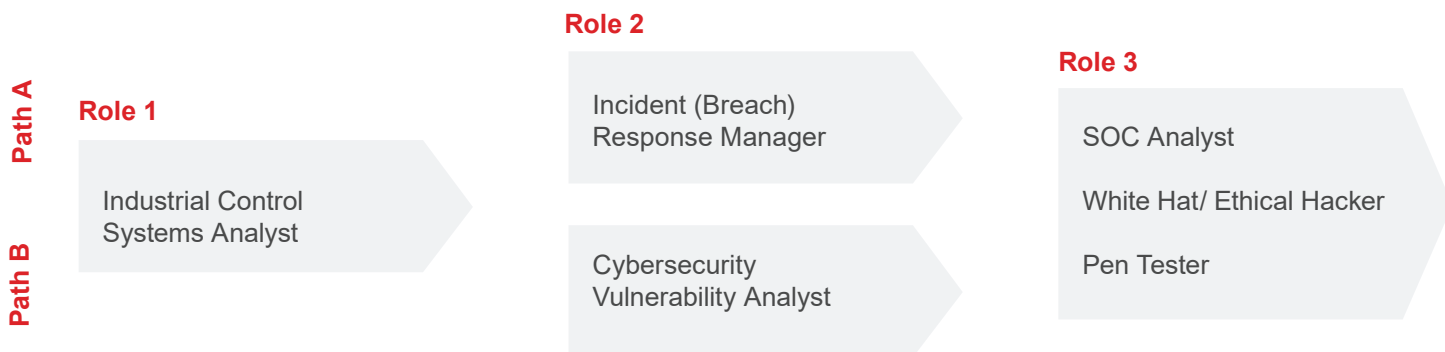 Path A
Path B
Role 1
Industrial Control
Systems Analyst
Role 2
Incident (Breach)
Response Manager
Cybersecurity
Vulnerability Analyst
Role 3
SOC Analyst
White Hat/ Ethical Hacker
Pen Tester